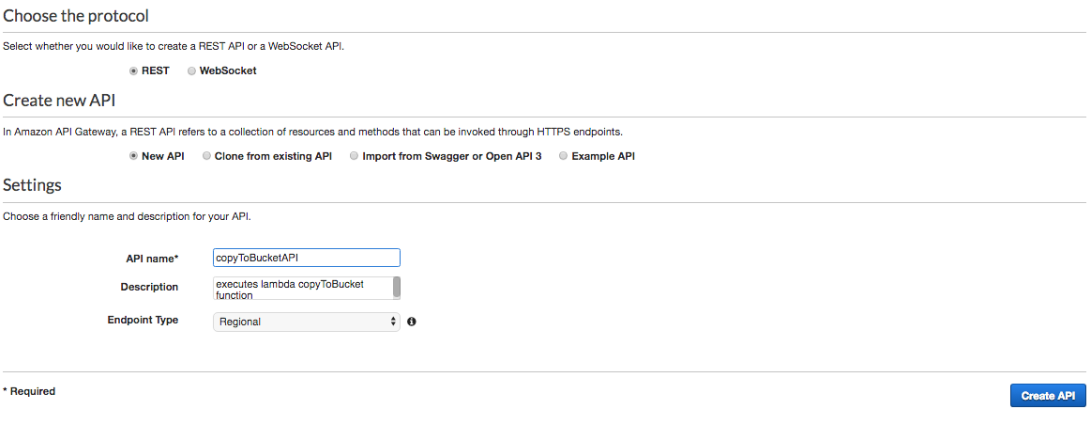 Choose the protocol
Select whether you would like to create a REST API or a WebSocket API.
REST WebSocket
Create new API
In Amazon API Gateway, a REST API refers to a collection of resources and methods that can be invoked through HTTPS endpoints.
New API Clone from existing API Import from Swagger or Open API 3 Example API
Settings
Choose a friendly name and description for your API.
API name* copyToBucketAPI
Description executes lambda copyToBucket
function
Endpoint Type Regional
* Required
Create API